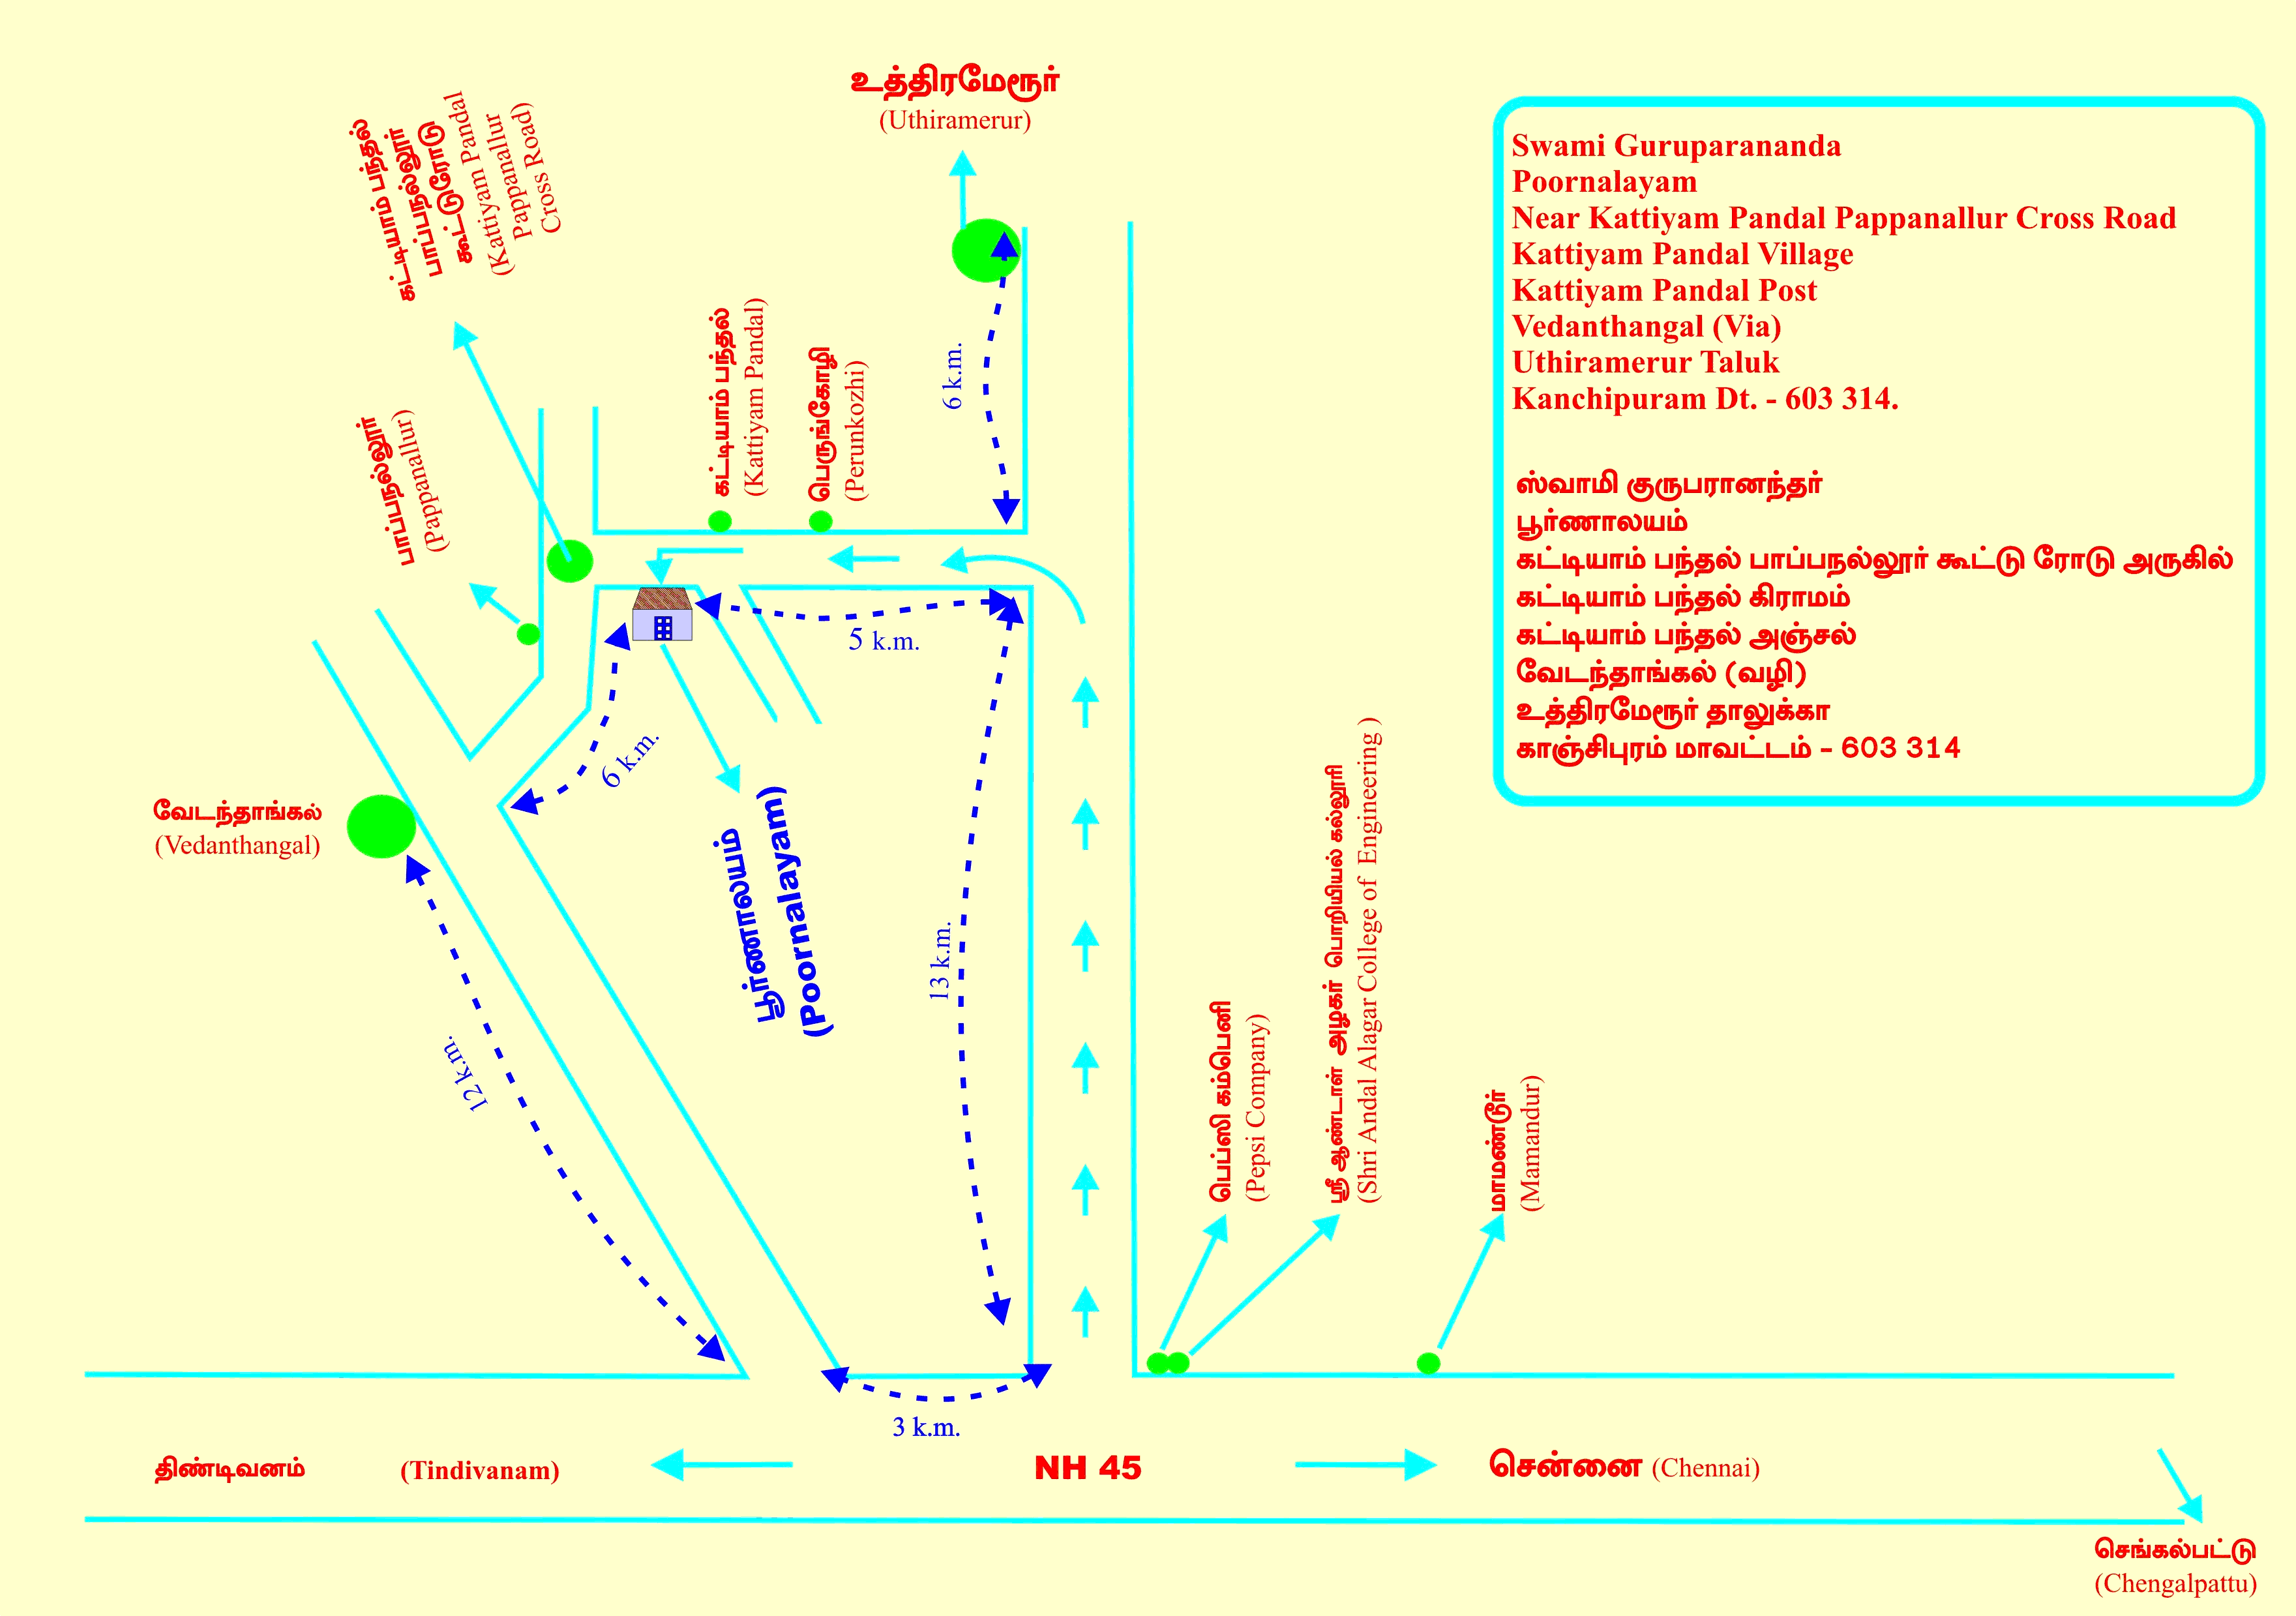 உத்திரமேரூர்
(Uthiramerur)
கட்டியாம் பந்தல்
பாப்பநல்லூர்
கூட்டுரோடு
(Kattiyam Pandal
Pappanallur
Cross Road)
Swami Guruparananda
Poornalayam
Near Kattiyam Pandal Pappanallur Cross Road
Kattiyam Pandal Village
Kattiyam Pandal Post
Vedanthangal (Via)
Uthiramerur Taluk
Kanchipuram Dt. - 603 314.
ஸ்வாமி குருபரானந்தர்
பூர்ணாலயம்
கட்டியாம் பந்தல் பாப்பநல்லூர் கூட்டு ரோடு அருகில்
கட்டியாம் பந்தல் கிராமம்
கட்டியாம் பந்தல் அஞ்சல்
வேடந்தாங்கல் (வழி)
உத்திரமேரூர் தாலுக்கா
காஞ்சிபுரம் மாவட்டம் - 603 314
கட்டியாம் பந்தல்
(Kattiyam Pandal)
பெருங்கோழி
(Perunkozhi)
6 k.m.
பாப்பநல்லூர்
(Pappanallur)
5 k.m.
6 k.m.
வேடந்தாங்கல்
(Vedanthangal)
பூர்ணாலயம்
(Poornalayam)
13 k.m.
12 k.m.
பெப்ஸி கம்பெனி
(Pepsi Company)
ஸ்ரீ ஆண்டாள் அழகர் பொறியியல் கல்லூரி
(Shri Andal Alagar College of Engineering )
மாமண்டூர்
(Mamandur)
3 k.m.
திண்டிவனம் (Tindivanam)
NH 45
சென்னை (Chennai)
செங்கல்பட்டு
(Chengalpattu)